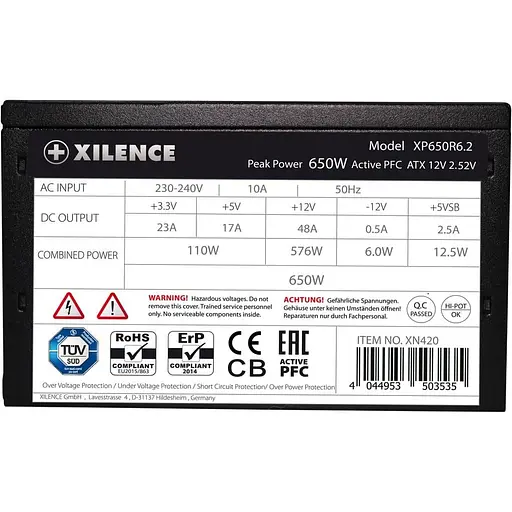 XILENCE
Model XP650R6.2
Peak Power 650W Active PFC ATX 12V 2.52V
AC INPUT 230-240V 10A 50Hz
DC OUTPUT +3.3V +5V +12V -12V +5VSB
23A 17A 48A 0.5A 2.5A
COMBINED POWER 110W 576W 6.0W 12.5W
650W
WARNING! Hazardous voltages. Do not
remove this cover. Trained service personnel
only. No serviceable components inside.
ACHTUNG! Gefährliche Spannungen.
Gehäuse unter keinen Umständen öffnen!
Reparaturen nur durch Fachpersonal.
Q.C
PASSED
HI-POT
OK
TÜV
SÜD
RoHS
COMPLIANT
EU2015/863
ErP
COMPLIANT
2014
CE
CB
EAC
ACTIVE
PFC
ITEM NO. XN420
4 044953 503535
Over Voltage Protection / Under Voltage Protection / Short Circuit Protection / Over Power Protection
XILENCE GmbH , Lavesstrasse 4 , D-31137 Hildesheim , Germany